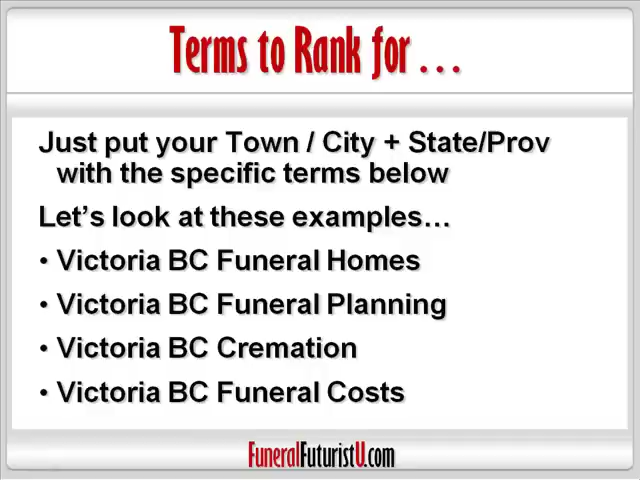 Terms to Rank for ...
Just put your Town / City + State/Prov
with the specific terms below
Let's look at these examples...
• Victoria BC Funeral Homes
• Victoria BC Funeral Planning
• Victoria BC Cremation
• Victoria BC Funeral Costs
FuneralFuturistU.com